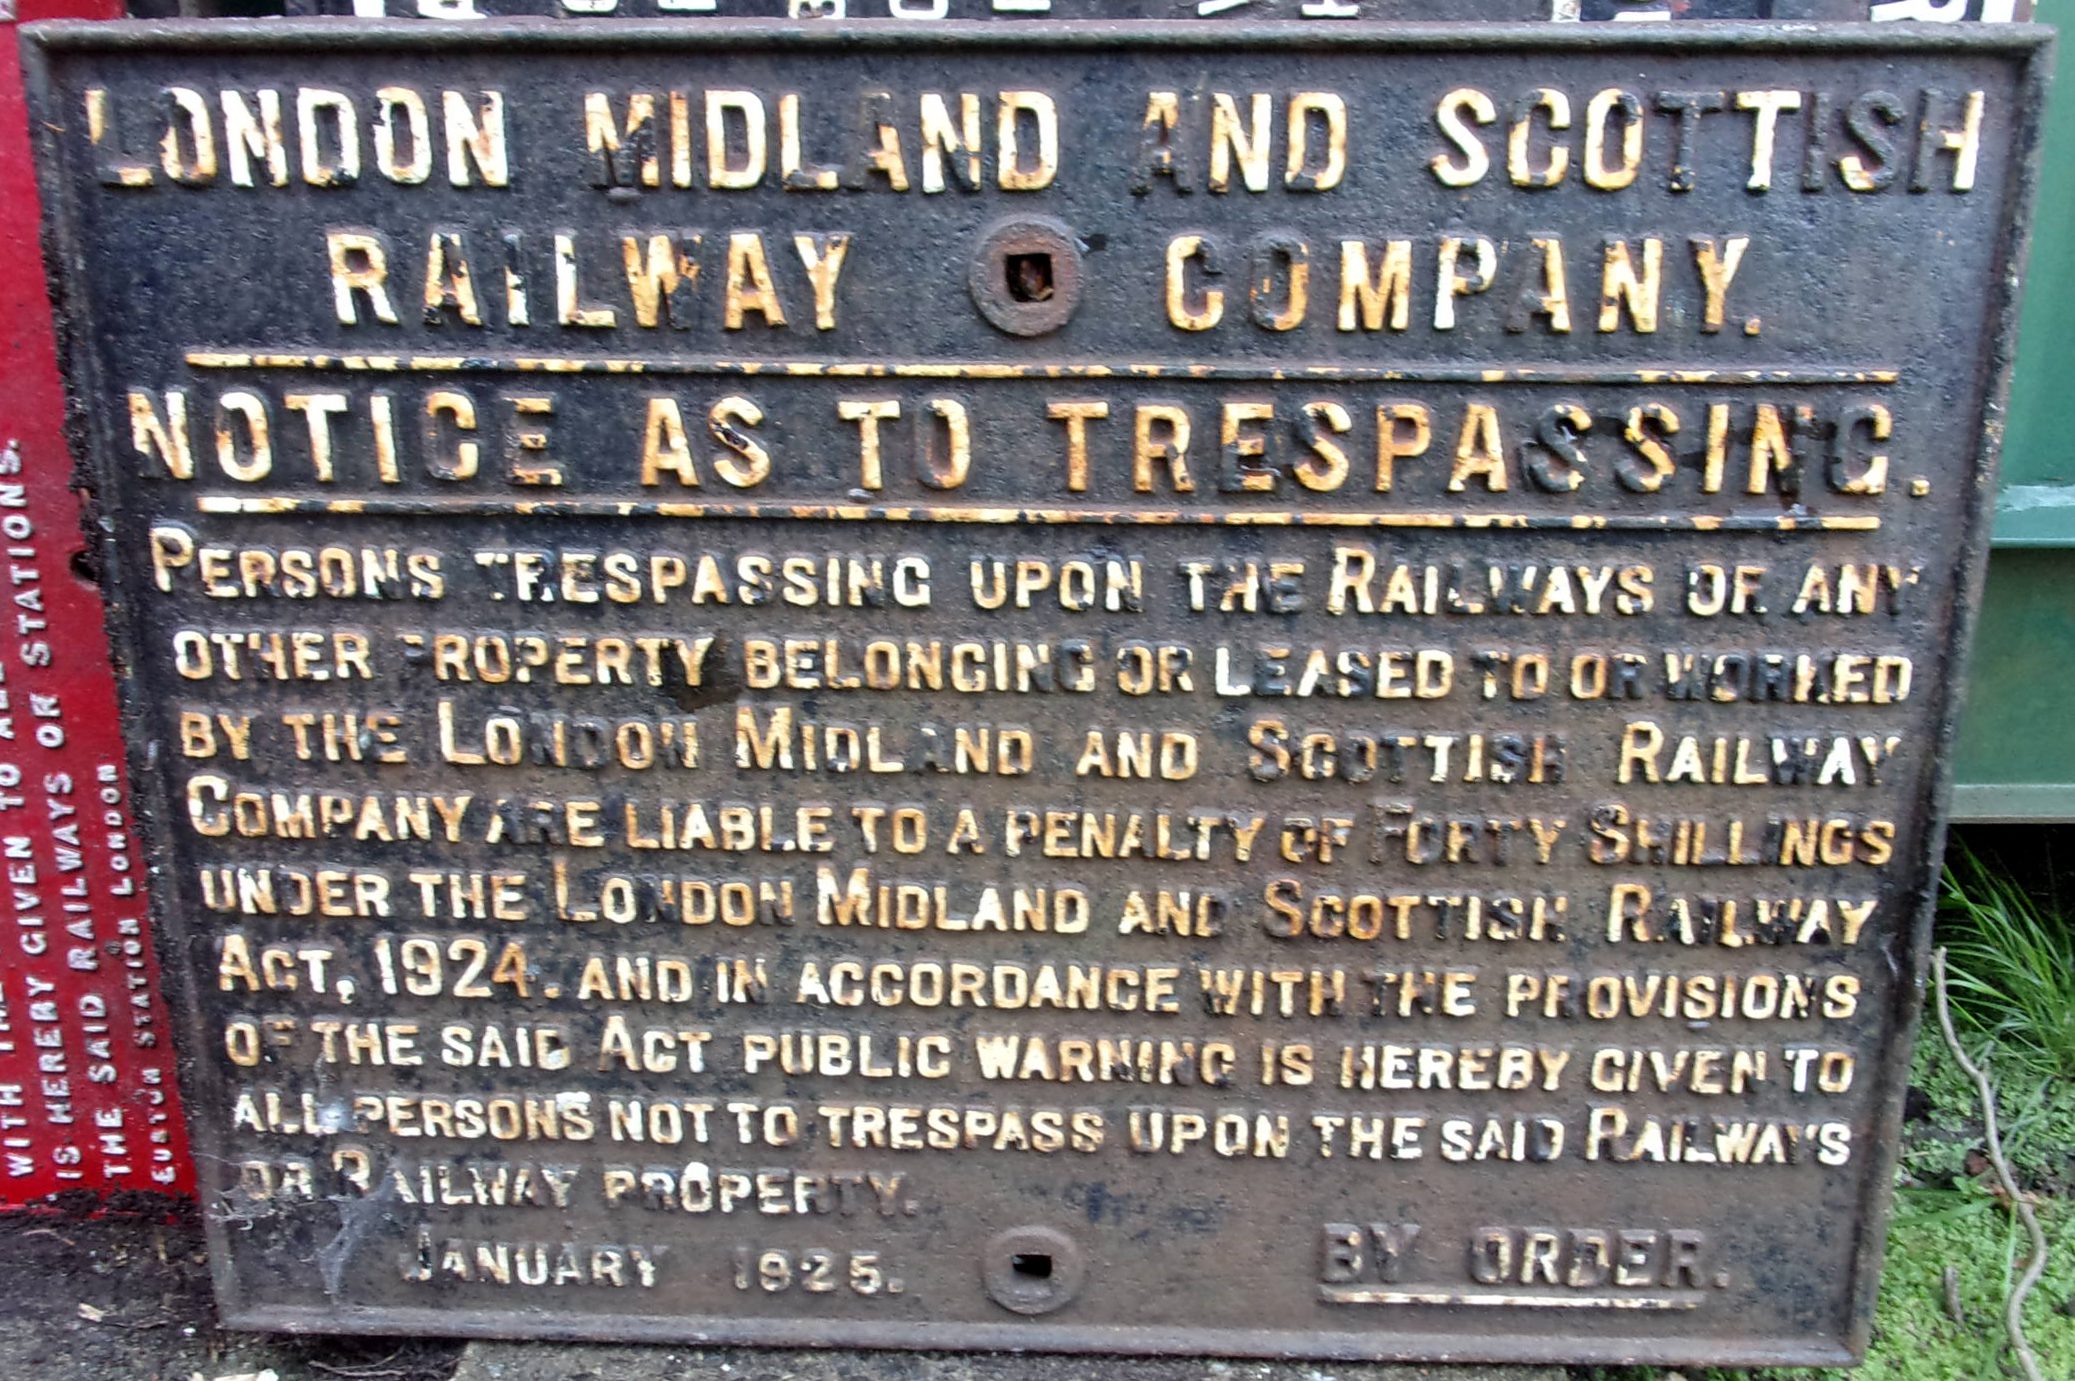 LONDON MIDLAND AND SCOTTISH
RAILWAY COMPANY.
NOTICE AS TO TRESPASSING.
PERSONS TRESPASSING UPON THE RAILWAYS OR ANY
OTHER PROPERTY BELONGING OR LEASED TO OR WORKED
BY THE LONDON MIDLAND AND SCOTTISH RAILWAY
COMPANY ARE LIABLE TO A PENALTY OF FORTY SHILLINGS
UNDER THE LONDON MIDLAND AND SCOTTISH RAILWAY
ACT, 1924. AND IN ACCORDANCE WITH THE PROVISIONS
OF THE SAID ACT PUBLIC WARNING IS HEREBY GIVEN TO
ALL PERSONS NOT TO TRESPASS UPON THE SAID RAILWAYS
OR RAILWAY PROPERTY.
JANUARY 1925. BY ORDER.
WITH
IS HEREBY GIVEN TO ALL
THE SAID RAILWAYS OR STATIONS.
EUSTON STATION LONDON